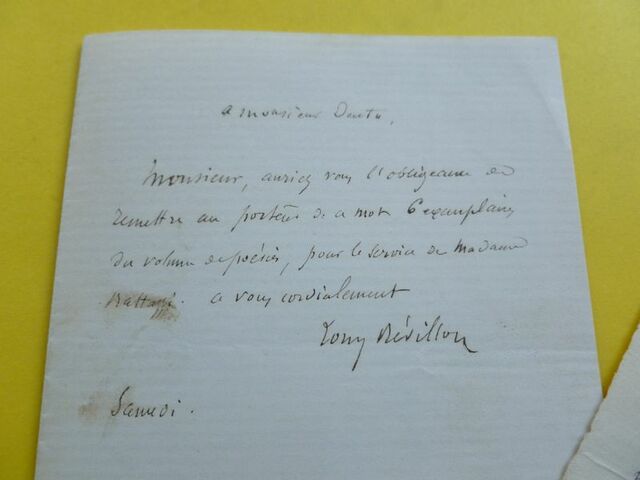 a monsieur Dentu,
Monsieur, auriez vous l'obligeance de
remettre au porteur de ce mot 6 exemplaires
du volume de poésies, pour le service de Madame
Rattazzi. a vous cordialement
Tony Révillon
Samedi.